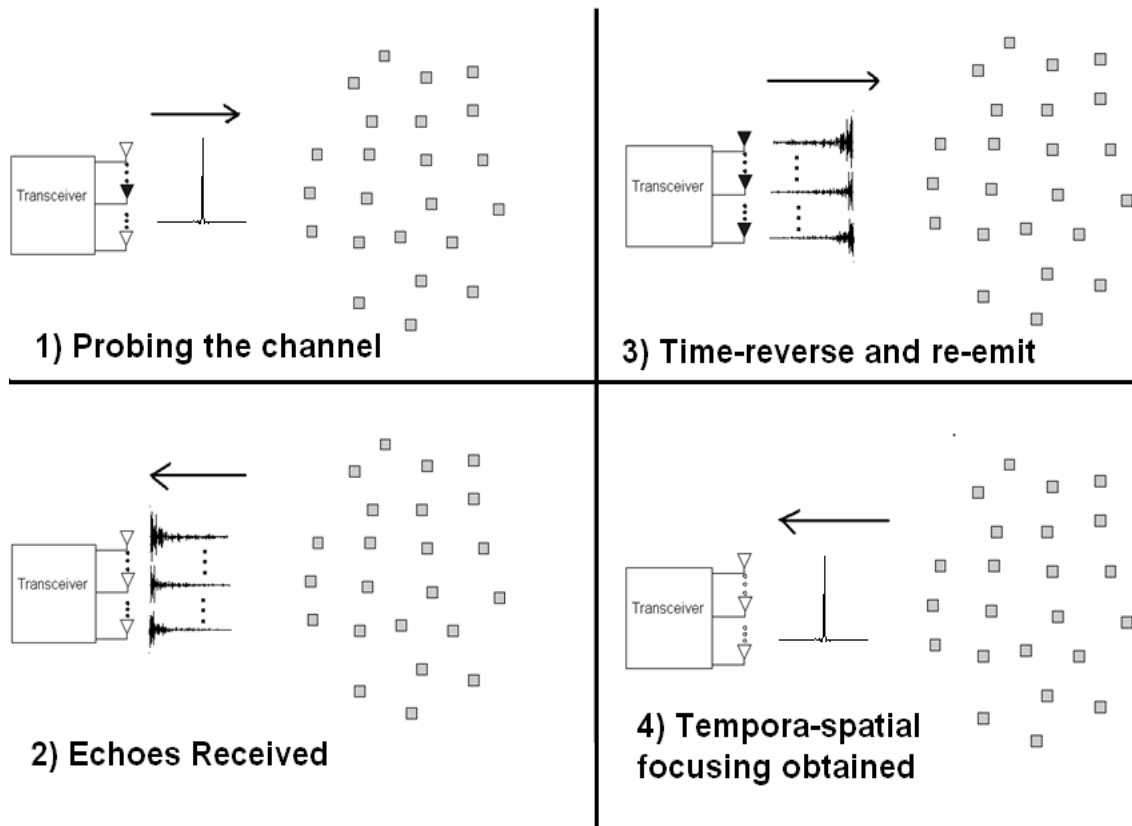 Transceiver
1) Probing the channel
Transceiver
2) Echoes Received
Transceiver
3) Time-reverse and re-emit
Transceiver
4) Tempora-spatial
focusing obtained